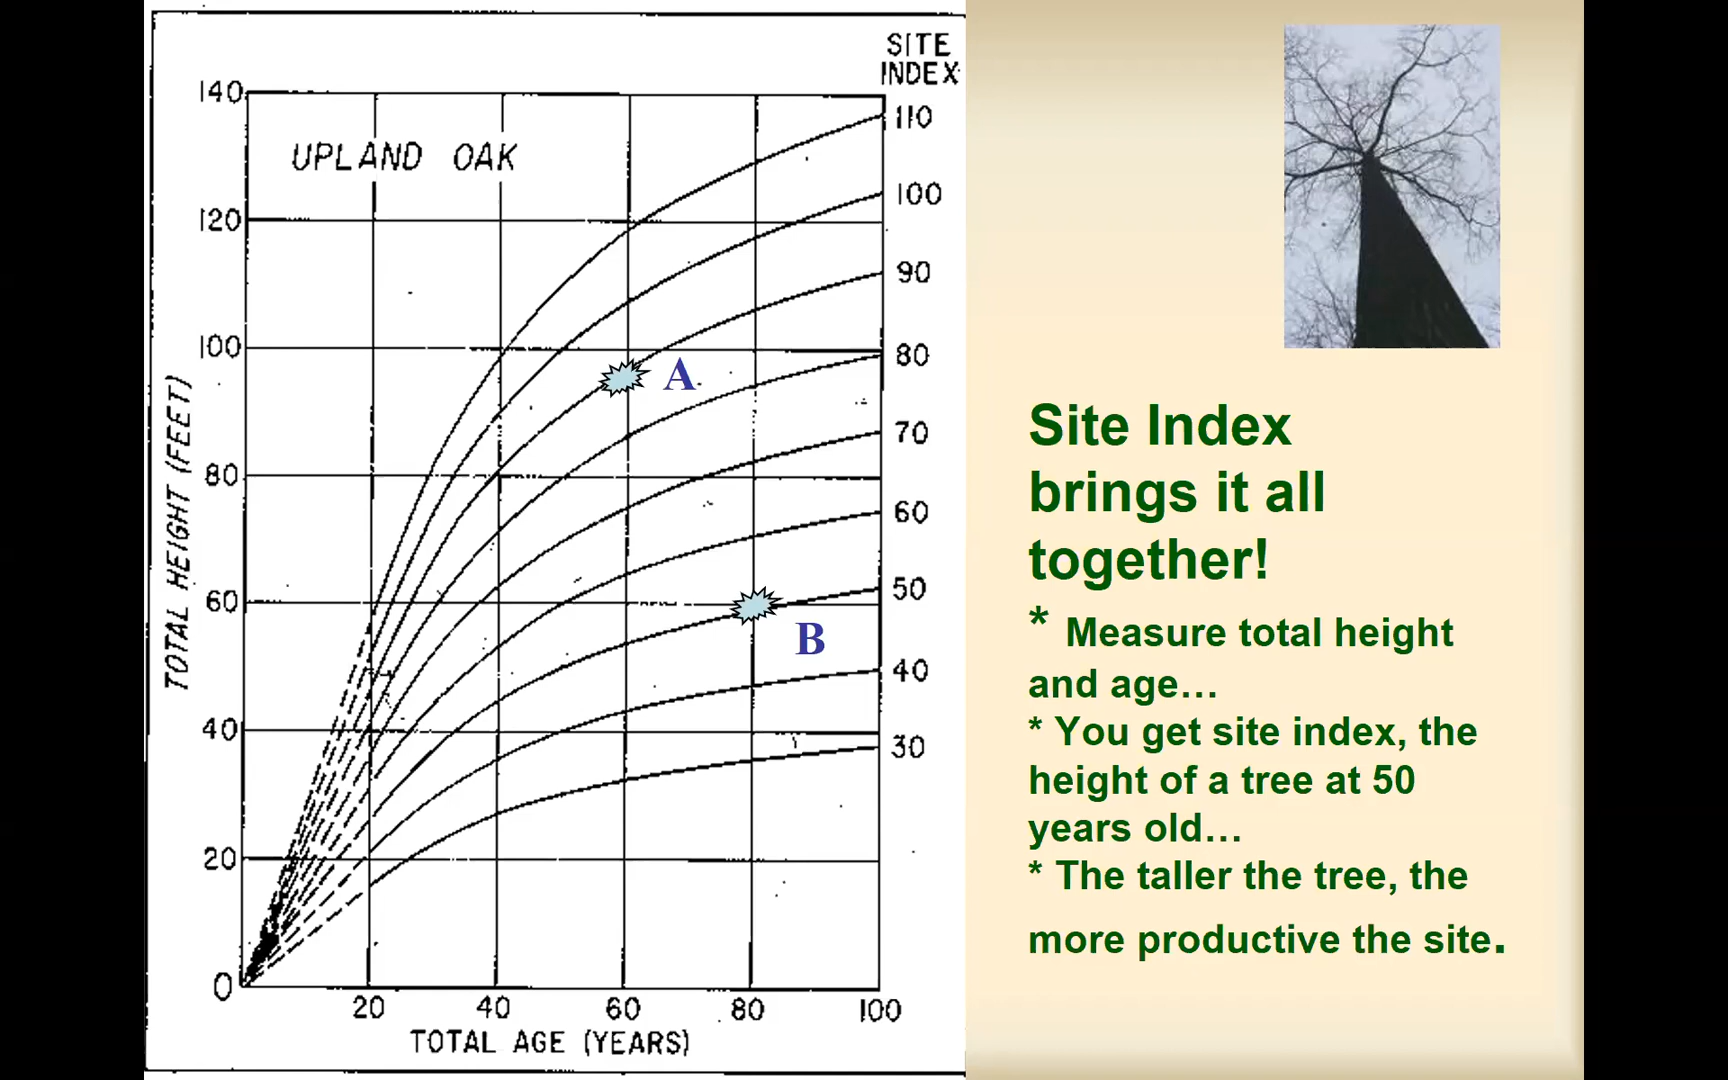 SITE
INDEX
140
110
UPLAND OAK
100
120
90
100
80
A
70
80
60
50
60
B
40
40
30
20
0
20 40 60 80 100
TOTAL AGE (YEARS)
TOTAL HEIGHT (FEET)
Site Index
brings it all
together!
* Measure total height
and age…
* You get site index, the
height of a tree at 50
years old…
* The taller the tree, the
more productive the site.